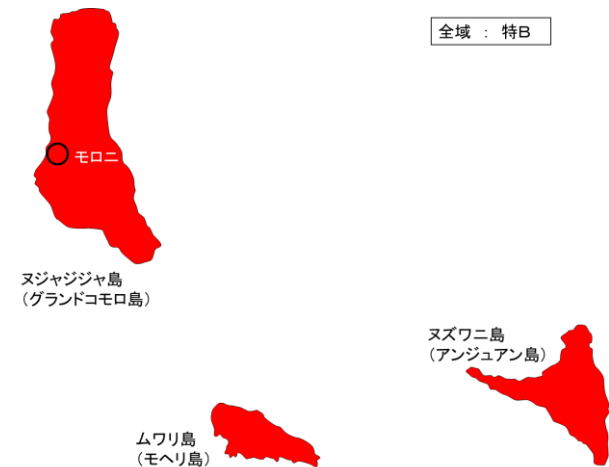 全域 : 特B
モロニ
ヌジャジジャ島
(グランドコモロ島)
ヌズワニ島
(アンジュアン島)
ムワリ島
(モヘリ島)